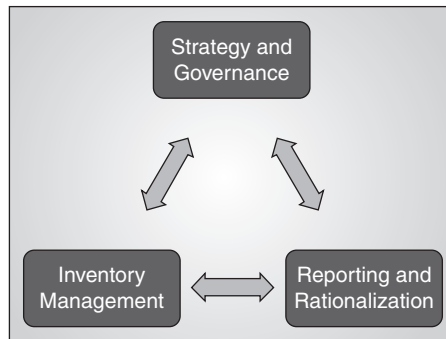 Strategy and
Governance
Inventory
Management
Reporting and
Rationalization